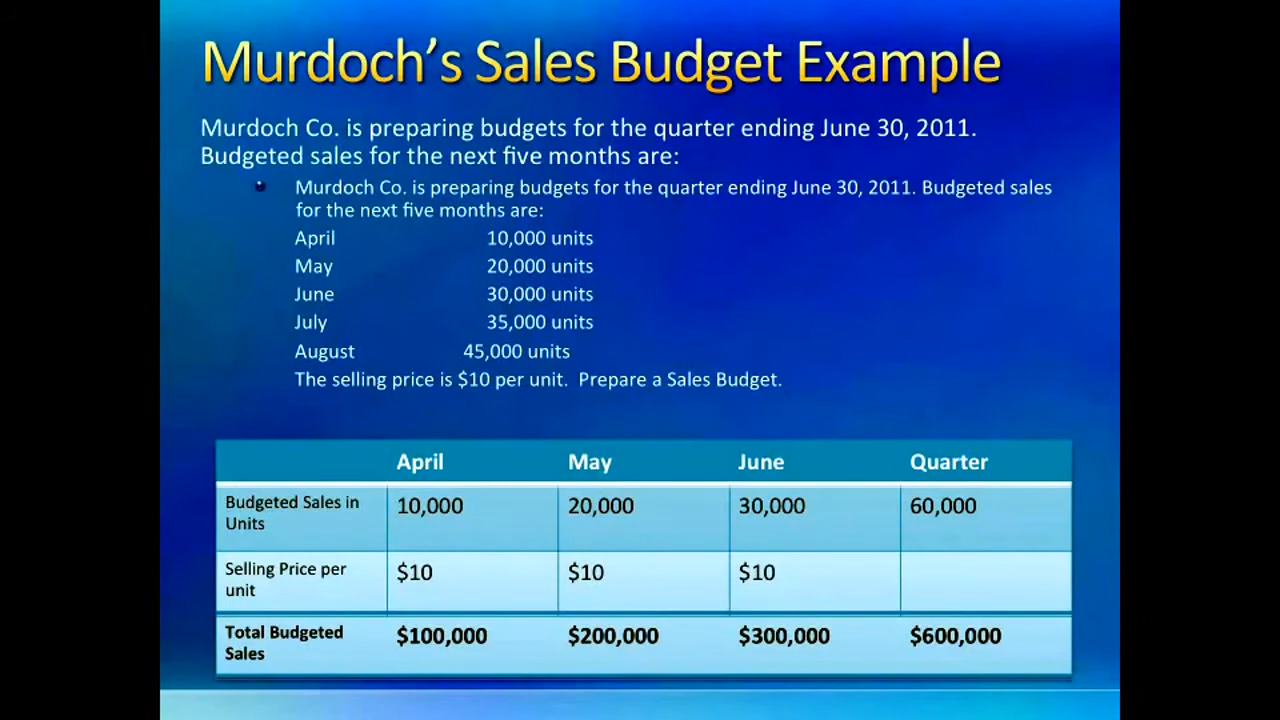 Murdoch's Sales Budget Example
Murdoch Co. is preparing budgets for the quarter ending June 30, 2011.
Budgeted sales for the next five months are:
Murdoch Co. is preparing budgets for the quarter ending June 30, 2011. Budgeted sales
for the next five months are:
April 10,000 units
May 20,000 units
June 30,000 units
July 35,000 units
August 45,000 units
The selling price is $10 per unit. Prepare a Sales Budget.
April May June Quarter
Budgeted Sales in
Units
10,000 20,000 30,000 60,000
Selling Price per
unit
$10 $10 $10
Total Budgeted
Sales
$100,000 $200,000 $300,000 $600,000